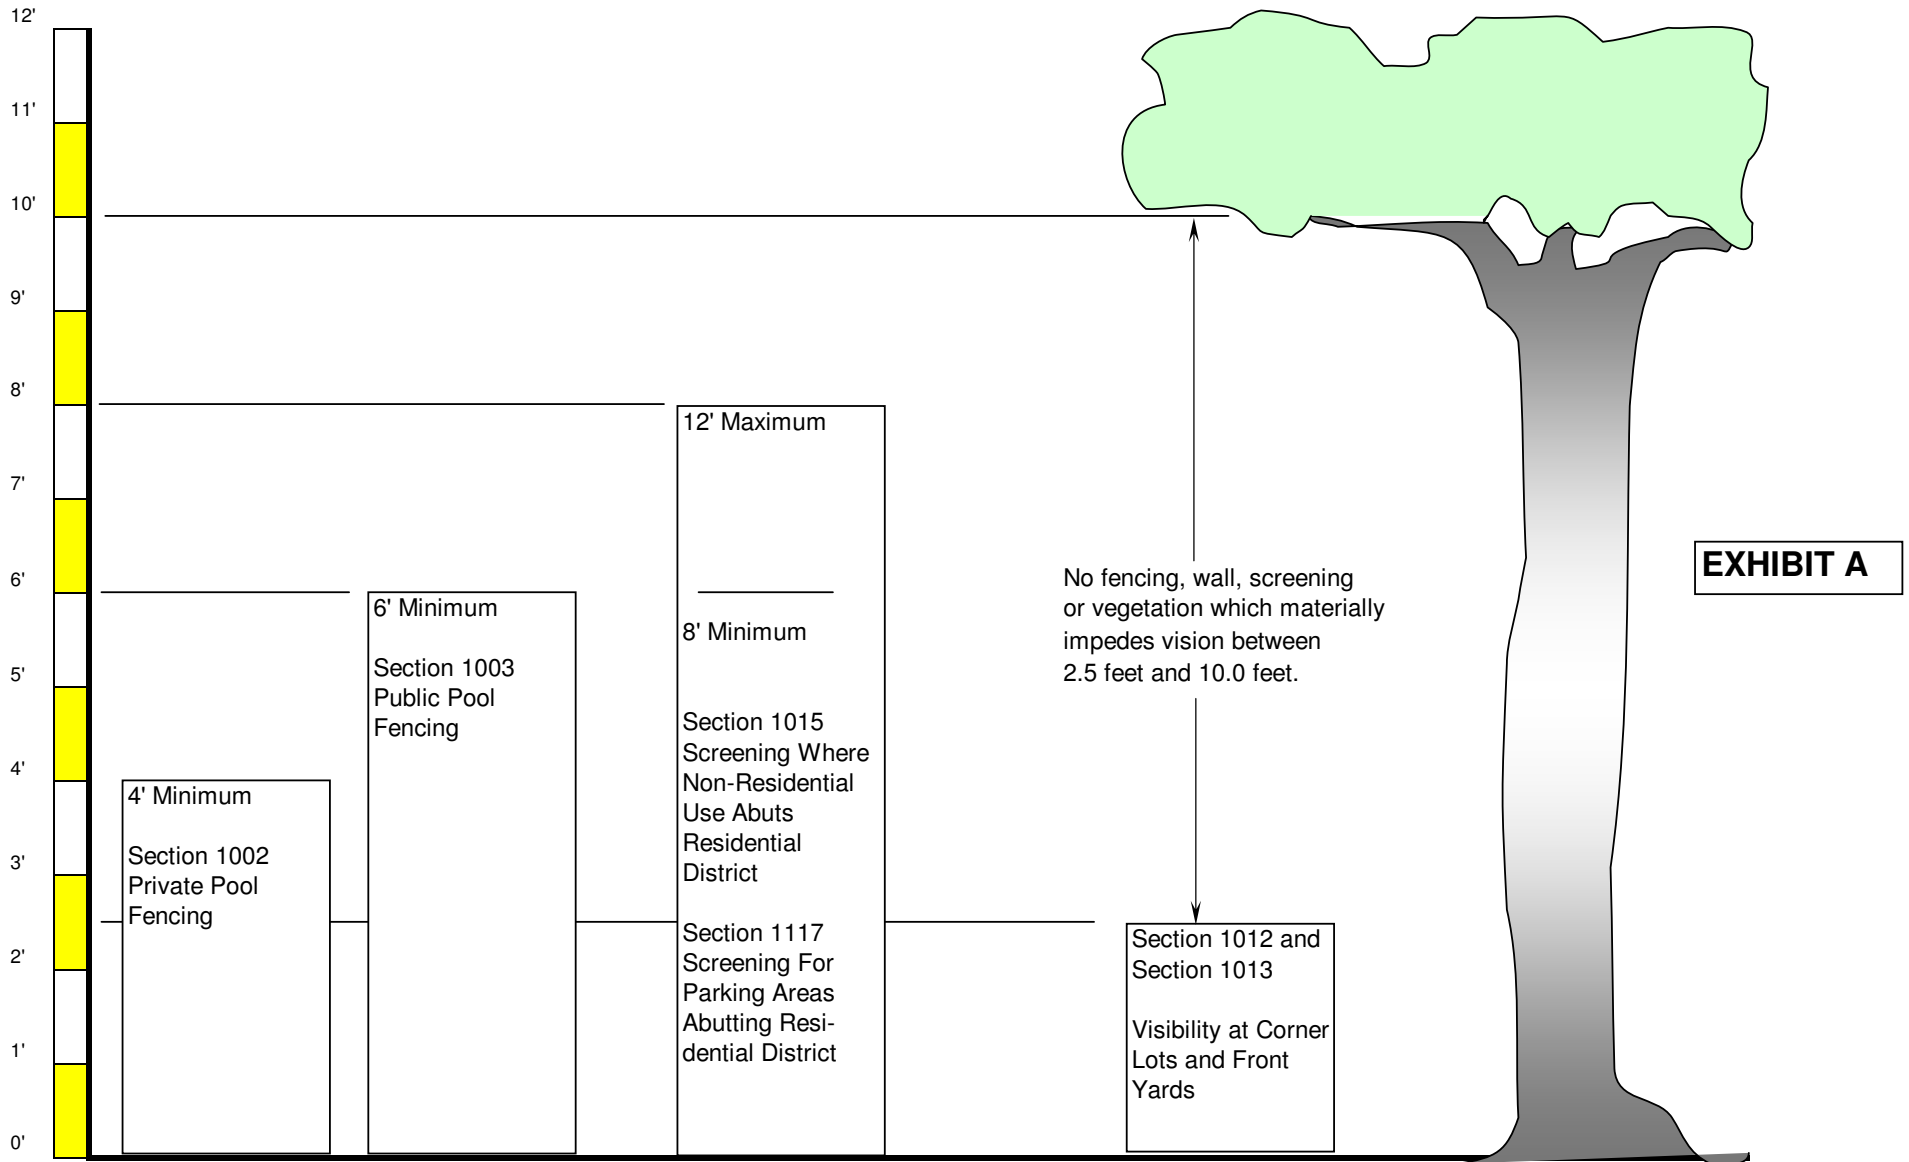 12'
11'
10'
9'
8'
7'
6'
5'
4'
3'
2'
1'
0'
4' Minimum
Section 1002
Private Pool
Fencing
6' Minimum
Section 1003
Public Pool
Fencing
12' Maximum
8' Minimum
Section 1015
Screening Where
Non-Residential
Use Abuts
Residential
District
Section 1117
Screening For
Parking Areas
Abutting Resi-
dential District
No fencing, wall, screening
or vegetation which materially
impedes vision between
2.5 feet and 10.0 feet.
Section 1012 and
Section 1013
Visibility at Corner
Lots and Front
Yards
EXHIBIT A